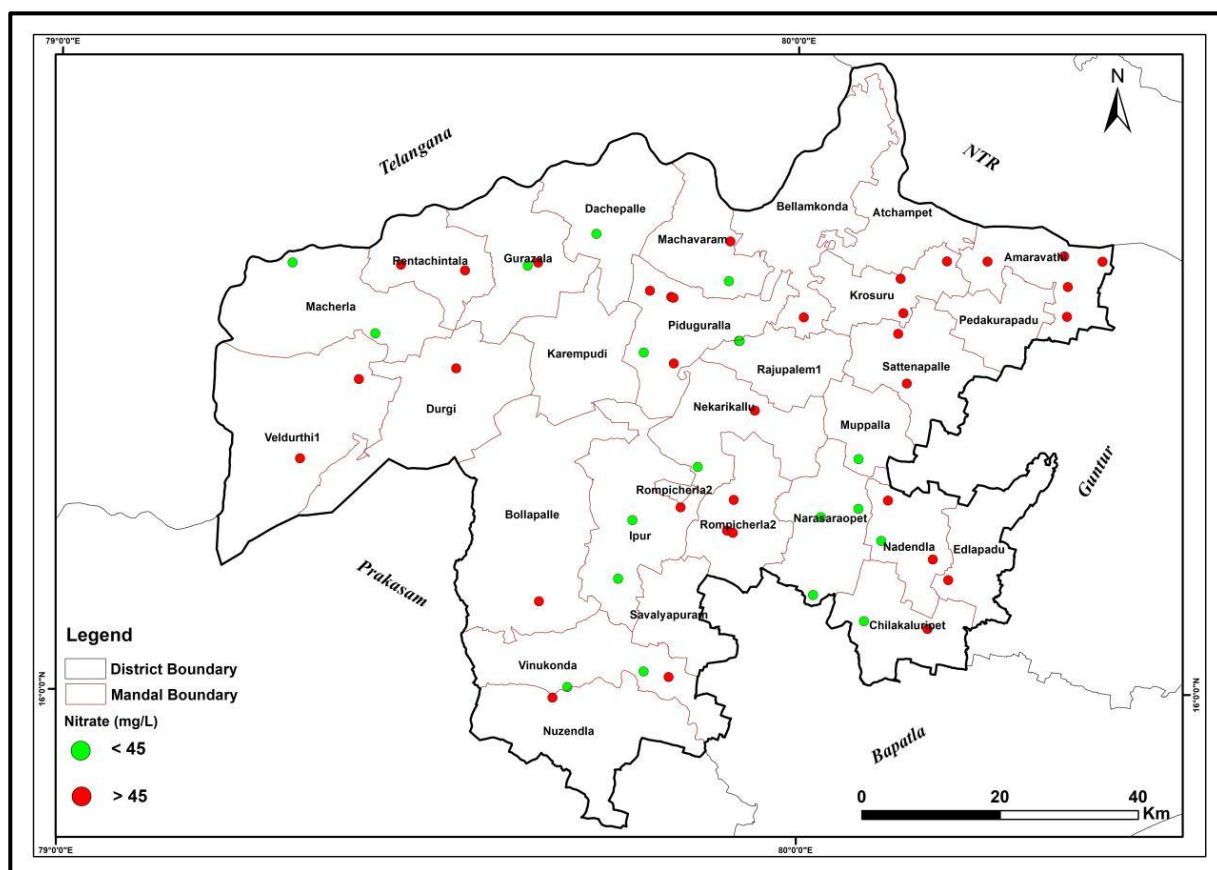 79°0'0"E
80°0'0"E
N
Telangana
NTR
Dachepalle
Bellamkonda
Atchampet
Machavaram
Rentachintala
Gurazala
Amaravathi
Macherla
Krosuru
Piduguralla
Pedakurapadu
Karempudi
Rajupalem1
Sattenapalle
Durgi
Nekarikallu
Muppalla
Veldurthi1
Guntur
Rompicherla2
Bollapalle
Narasaraopet
Rompicherla2
Ipur
Nadendla
Edlapadu
Prakasam
Savalyapuram
Chilakaluripet
Legend
District Boundary
Mandal Boundary
Nitrate (mg/L)
< 45
> 45
Vinukonda
16°0'0"N
16°0'0"N
Nuzendla
Bapatla
0 20 40
Km
79°0'0"E
80°0'0"E